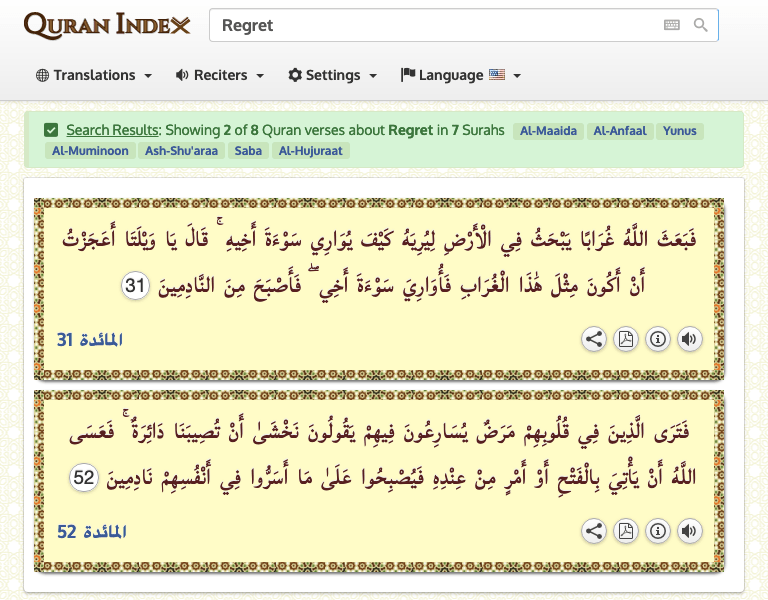 QURAN INDEX
Regret
Translations
Reciters
Settings
Language
Search Results: Showing 2 of 8 Quran verses about Regret in 7 Surahs Al-Maaida Al-Anfaal Yunus
Al-Muminoon Ash-Shu'araa Saba Al-Hujuraat
فَبَعَثَ اللَّهُ غُرَابًا يَبْحَثُ فِي الْأَرْضِ لِيُرِيَهُ كَيْفَ يُوَارِي سَوْءَةَ أَخِيهِ ۚ قَالَ يَا وَيْلَتَا أَعَجَزْتُ
أَنْ أَكُونَ مِثْلَ هَٰذَا الْغُرَابِ فَأُوَارِيَ سَوْءَةَ أَخِي ۖ فَأَصْبَحَ مِنَ النَّادِمِينَ 31
المائدة 31
فَتَرَى الَّذِينَ فِي قُلُوبِهِمْ مَرَضٌ يُسَارِعُونَ فِيهِمْ يَقُولُونَ نَخْشَىٰ أَنْ تُصِيبَنَا دَائِرَةٌ ۚ فَعَسَى
اللَّهُ أَنْ يَأْتِيَ بِالْفَتْحِ أَوْ أَمْرٍ مِنْ عِنْدِهِ فَيُصْبِحُوا عَلَىٰ مَا أَسَرُّوا فِي أَنْفُسِهِمْ نَادِمِينَ 52
المائدة 52